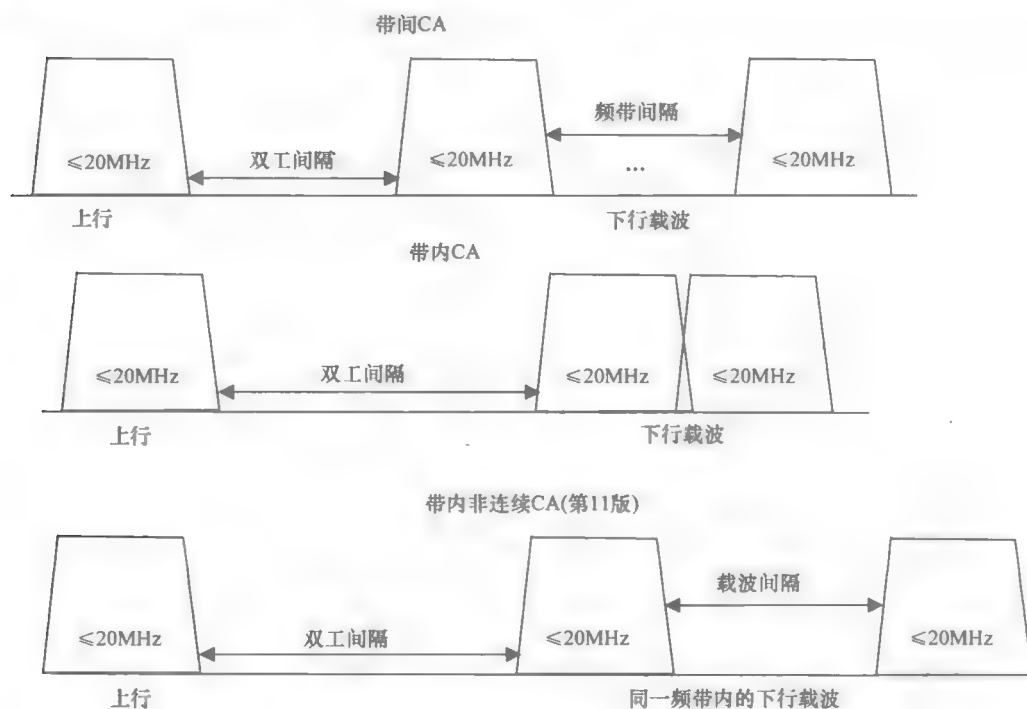 带间CA
频带间隔
≤20MHz
双工间隔
≤20MHz
...
≤20MHz
上行
下行载波
带内CA
≤20MHz
双工间隔
≤20MHz
≤20MHz
上行
下行载波
带内非连续CA(第11版)
载波间隔
≤20MHz
双工间隔
≤20MHz
≤20MHz
上行
同一频带内的下行载波